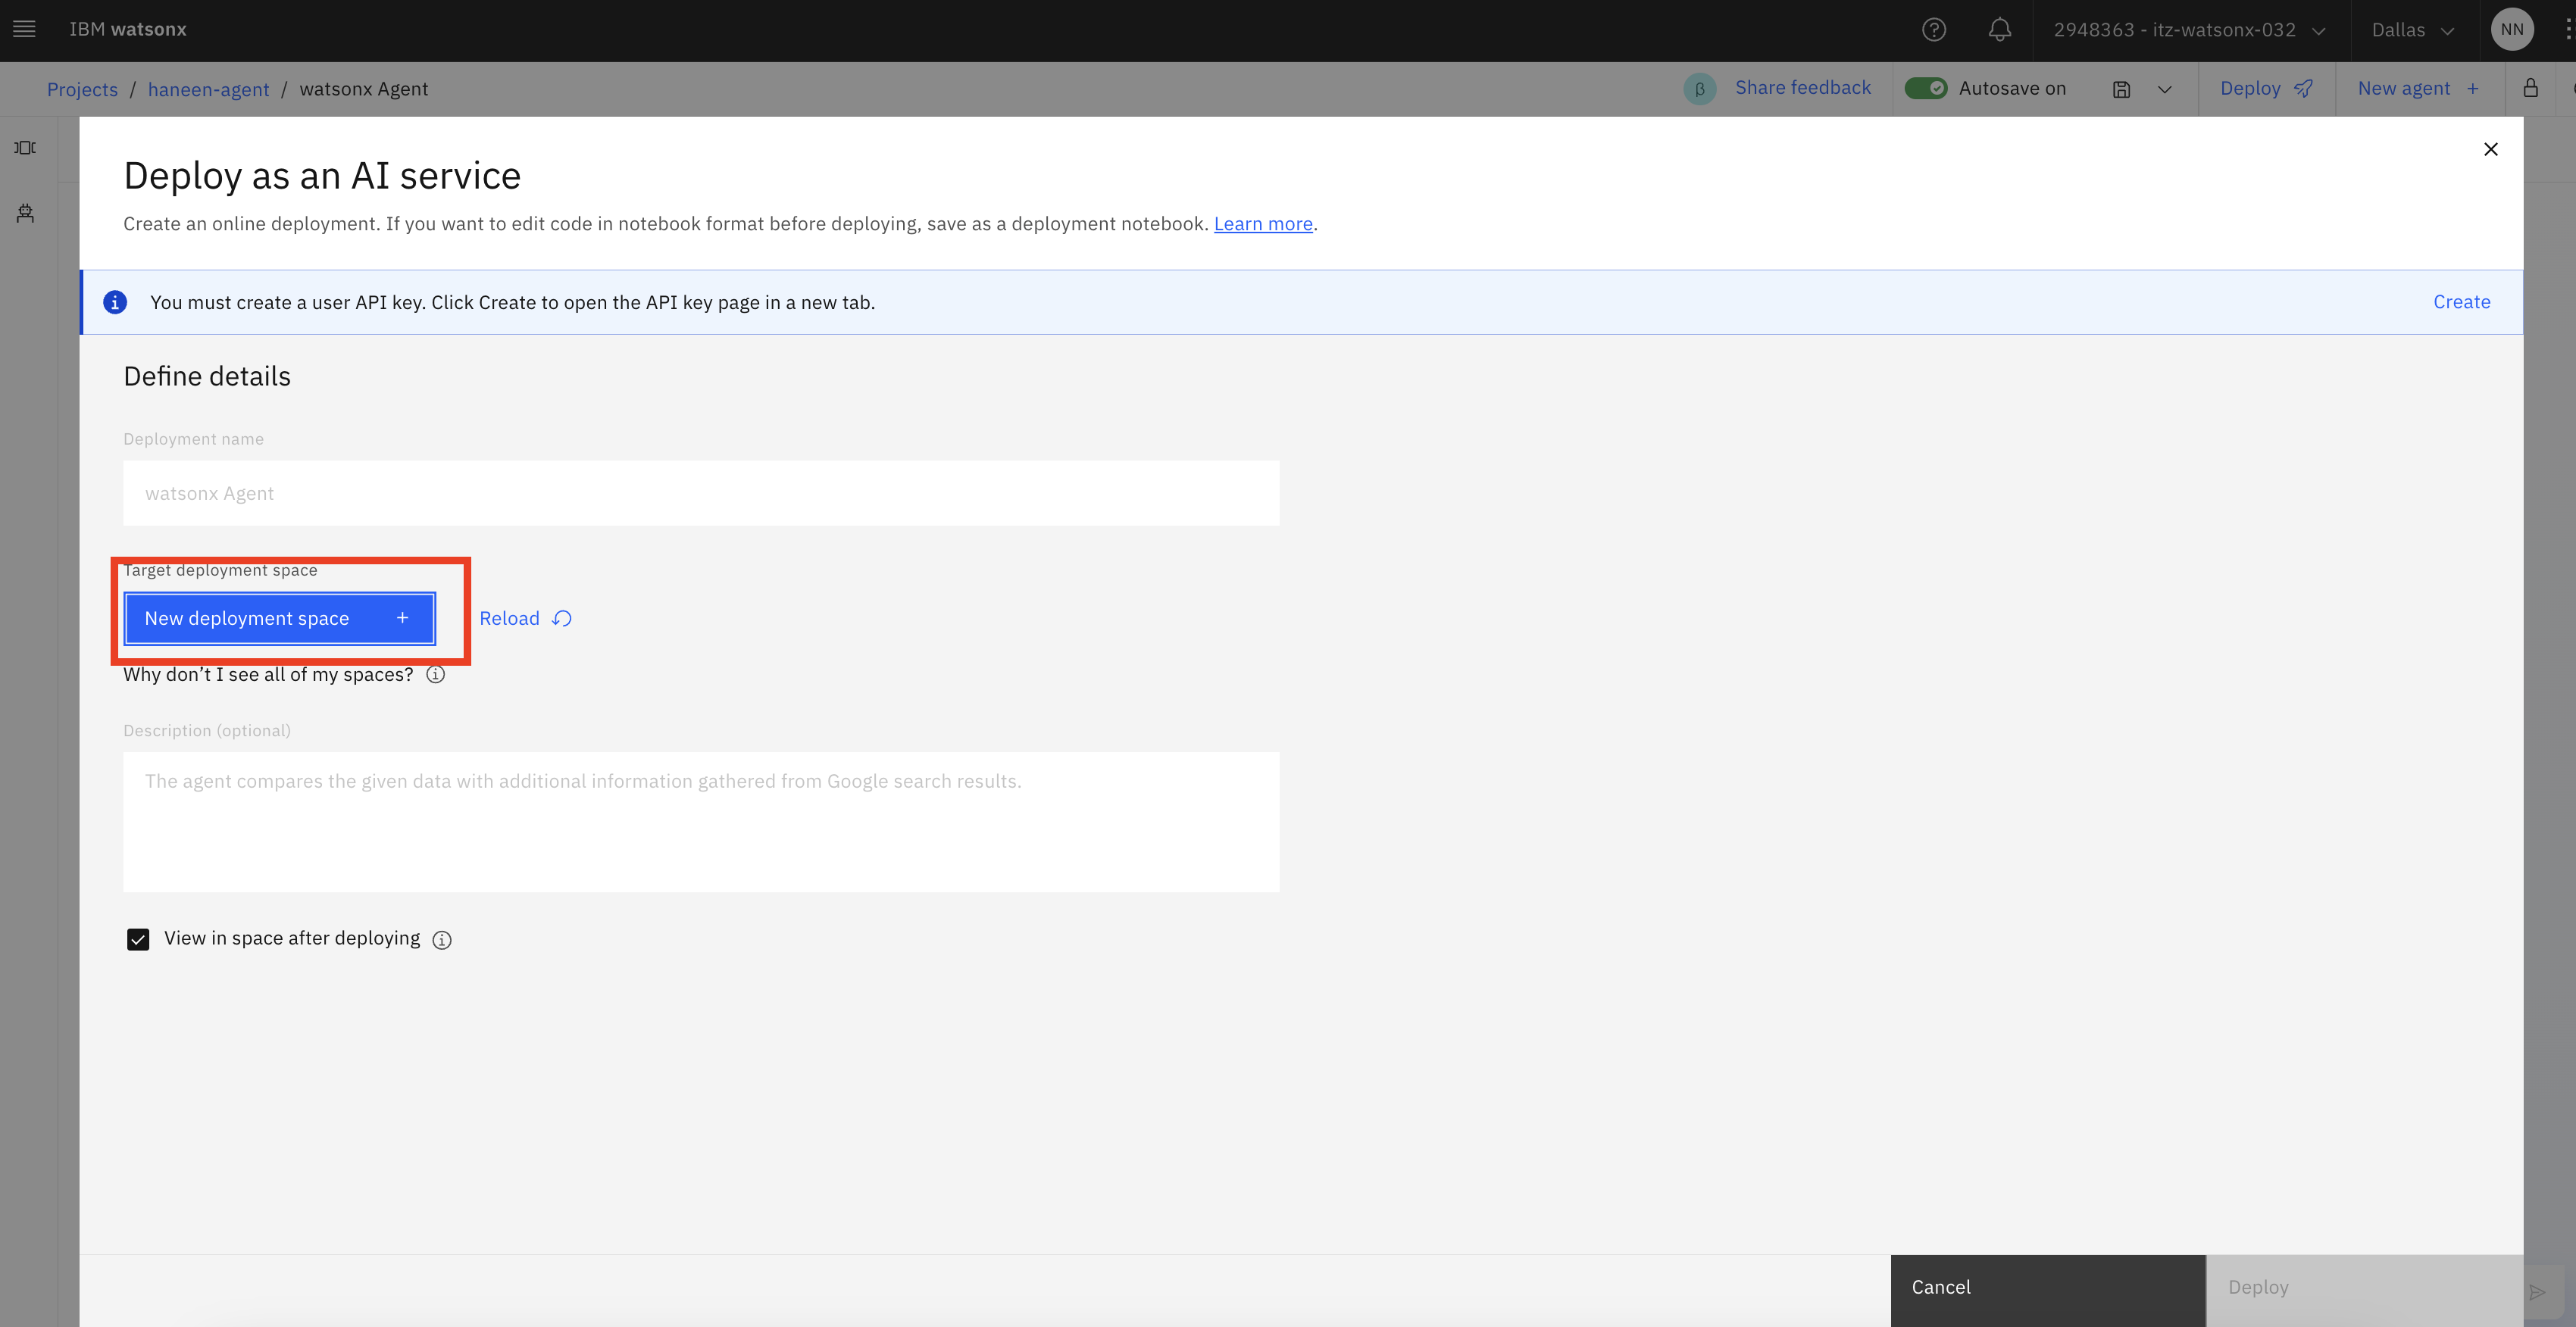 IBM watsonx
2948363 - itz-watsonx-032
Dallas
NN
Projects / haneen-agent / watsonx Agent
β Share feedback
Autosave on
Deploy
New agent +
Deploy as an AI service
Create an online deployment. If you want to edit code in notebook format before deploying, save as a deployment notebook. Learn more.
You must create a user API key. Click Create to open the API key page in a new tab.
Create
Define details
Deployment name
watsonx Agent
Target deployment space
New deployment space +
Reload
Why don’t I see all of my spaces?
Description (optional)
The agent compares the given data with additional information gathered from Google search results.
View in space after deploying
Cancel
Deploy